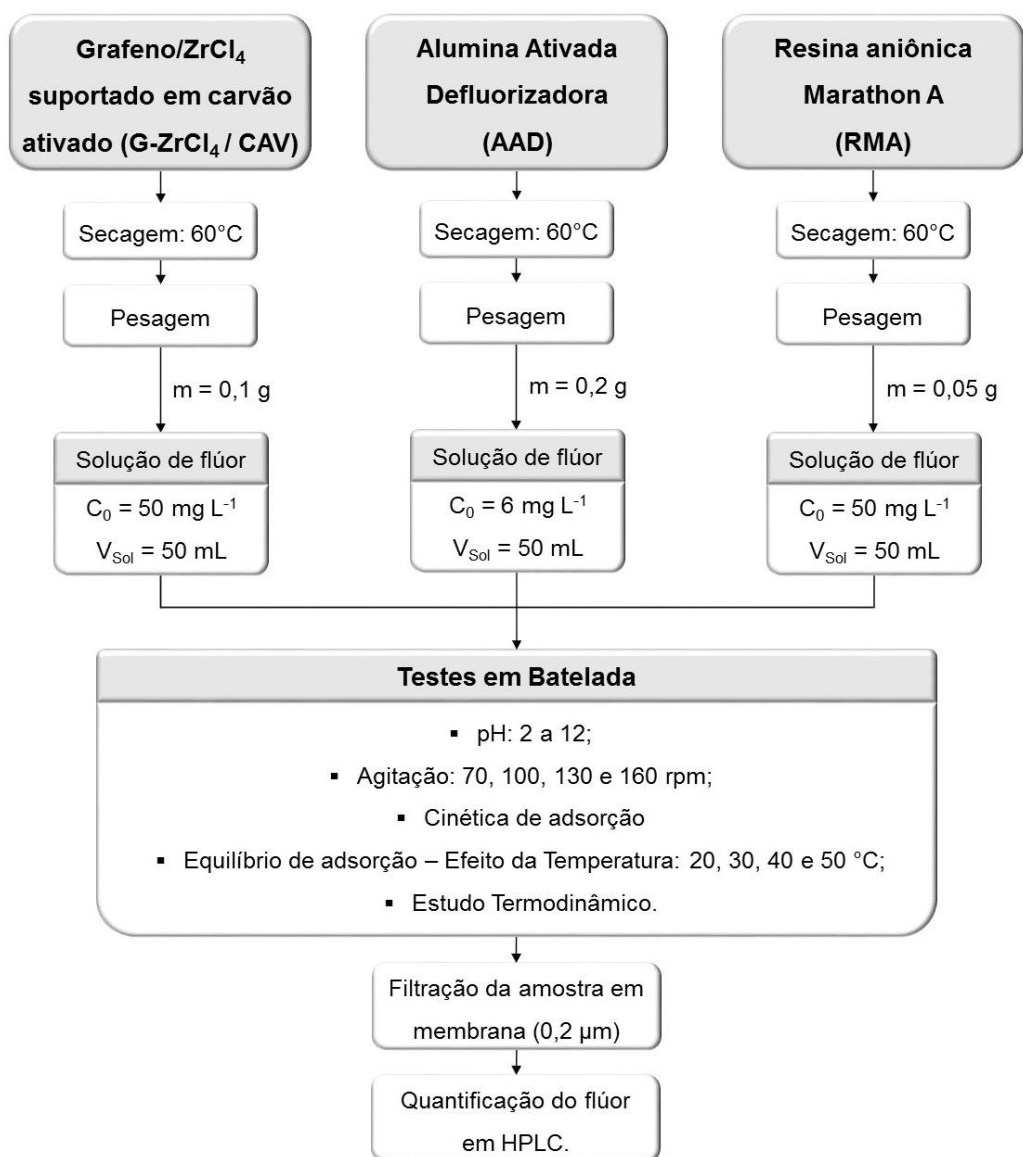 Grafeno/ZrCl₄
suportado em carvão
ativado (G-ZrCl₄ / CAV)
Alumina Ativada
Defluorizadora
(AAD)
Resina aniônica
Marathon A
(RMA)
Secagem: 60°C
Secagem: 60°C
Secagem: 60°C
Pesagem
Pesagem
Pesagem
m = 0,1 g
m = 0,2 g
m = 0,05 g
Solução de flúor
C₀ = 50 mg L⁻¹
V_Sol = 50 mL
Solução de flúor
C₀ = 6 mg L⁻¹
V_Sol = 50 mL
Solução de flúor
C₀ = 50 mg L⁻¹
V_Sol = 50 mL
Testes em Batelada
▪ pH: 2 a 12;
▪ Agitação: 70, 100, 130 e 160 rpm;
▪ Cinética de adsorção
▪ Equilíbrio de adsorção – Efeito da Temperatura: 20, 30, 40 e 50 °C;
▪ Estudo Termodinâmico.
Filtração da amostra em
membrana (0,2 µm)
Quantificação do flúor
em HPLC.